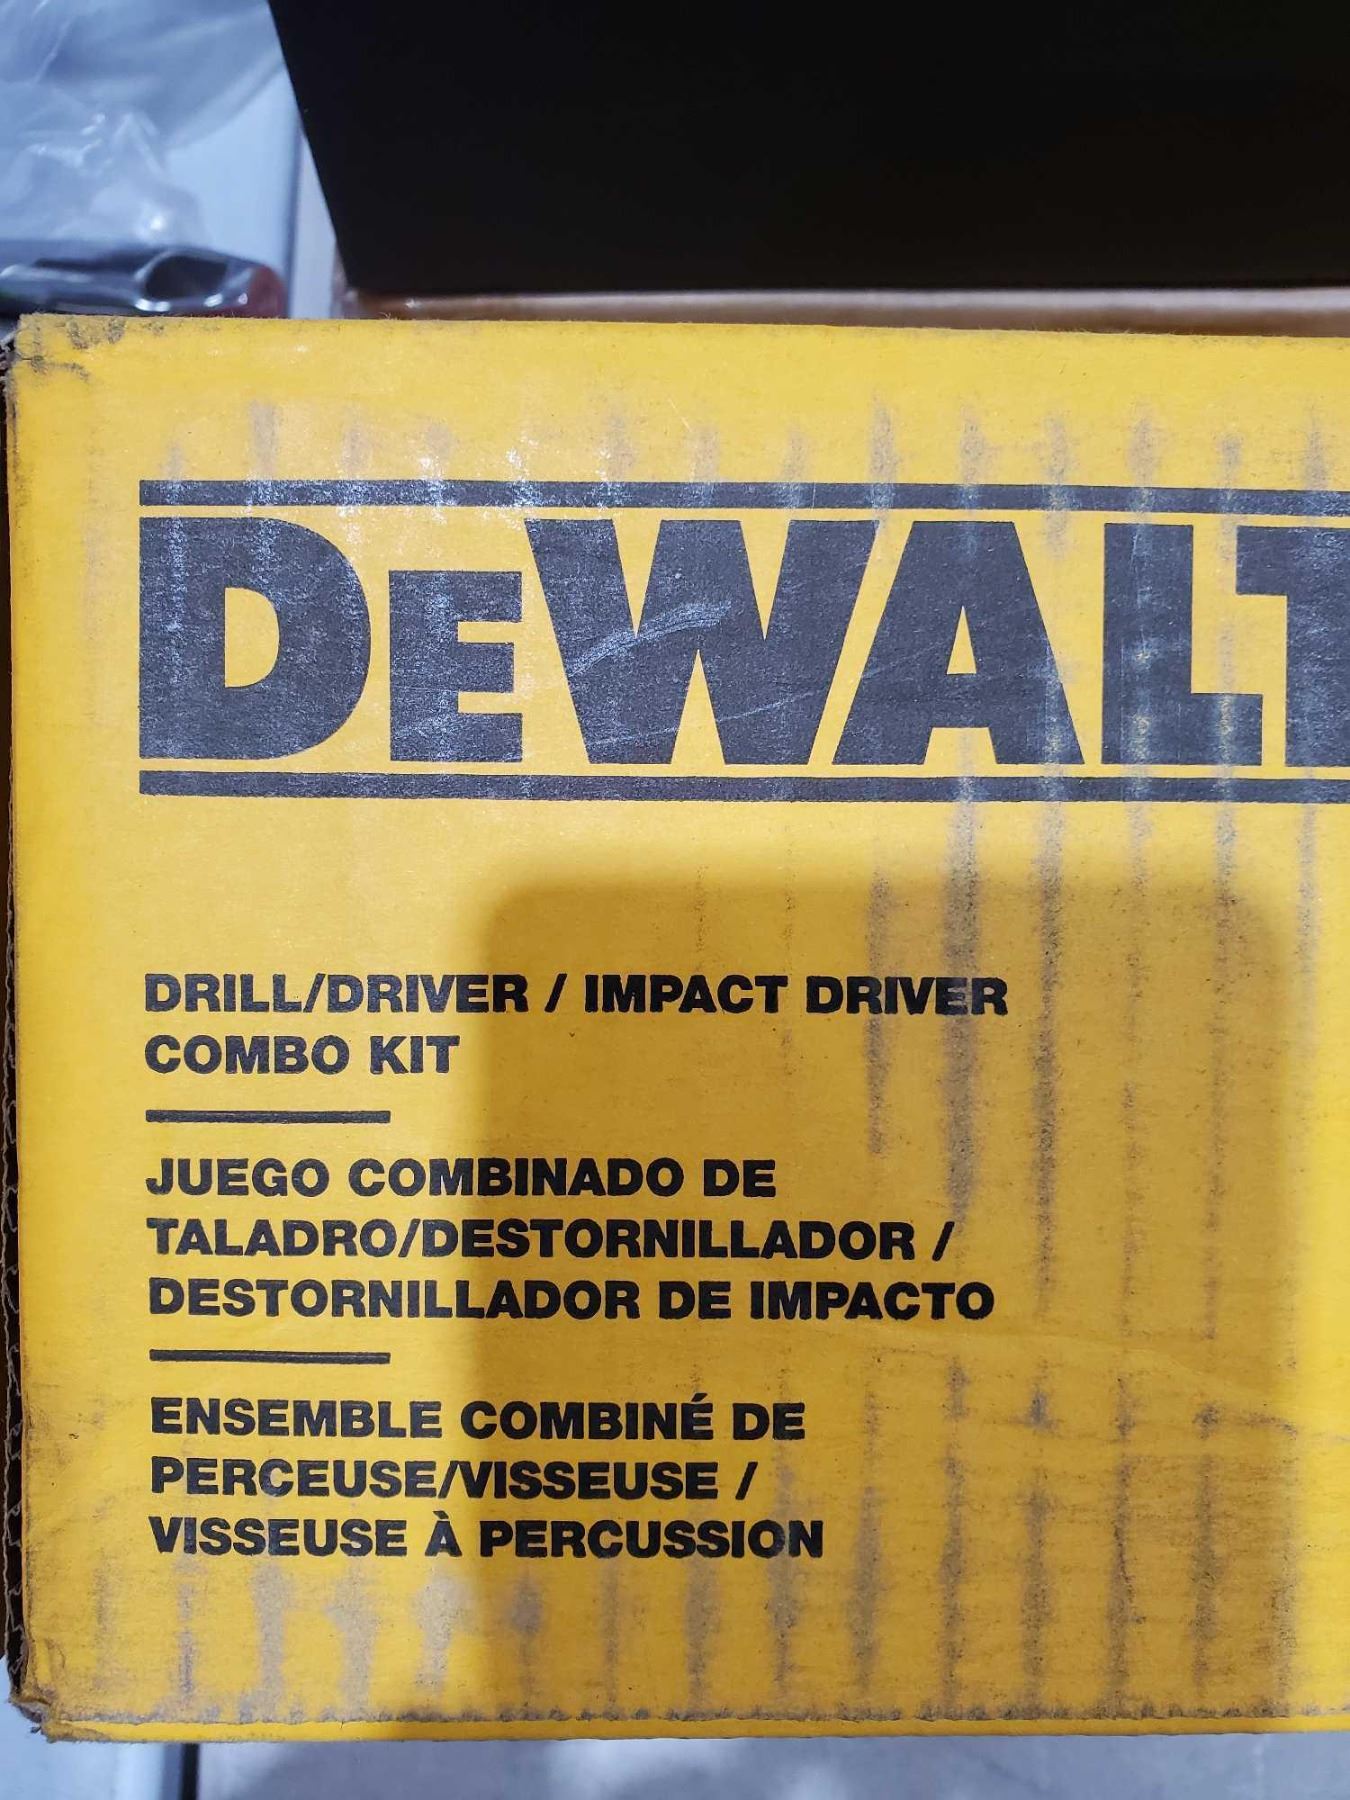 DEWALT
DRILL/DRIVER / IMPACT DRIVER
COMBO KIT
JUEGO COMBINADO DE
TALADRO/DESTORNILLADOR /
DESTORNILLADOR DE IMPACTO
ENSEMBLE COMBINÉ DE
PERCEUSE/VISSEUSE /
VISSEUSE À PERCUSSION